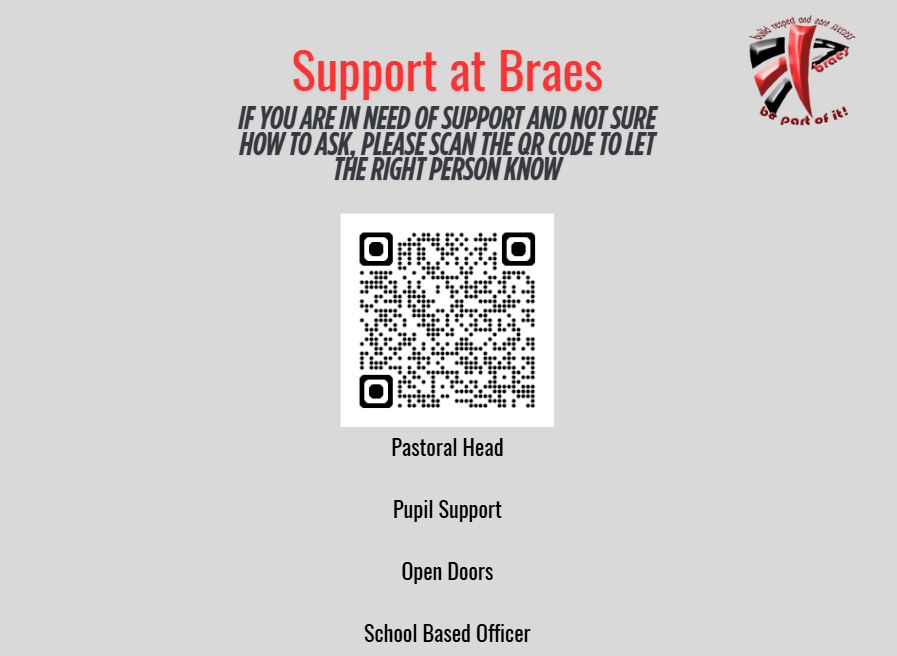 build respect and earn success
braes
be part of it!
Support at Braes
IF YOU ARE IN NEED OF SUPPORT AND NOT SURE
HOW TO ASK, PLEASE SCAN THE QR CODE TO LET
THE RIGHT PERSON KNOW
Pastoral Head
Pupil Support
Open Doors
School Based Officer